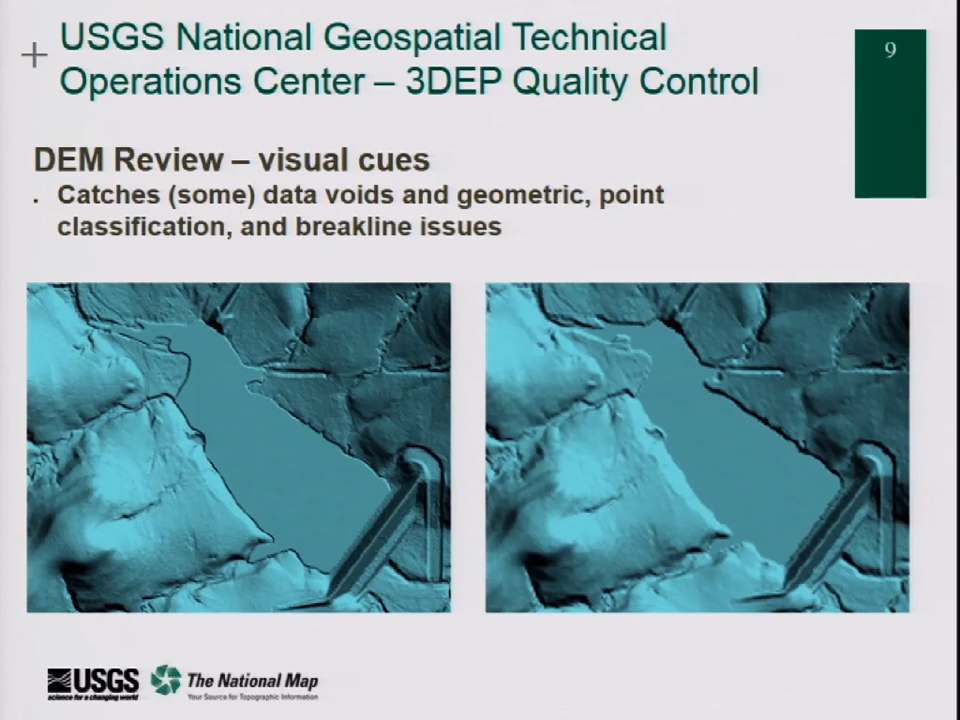 USGS National Geospatial Technical
Operations Center – 3DEP Quality Control
9
DEM Review – visual cues
Catches (some) data voids and geometric, point
classification, and breakline issues
USGS
science for a changing world
The National Map
Your Source for Topographic Information